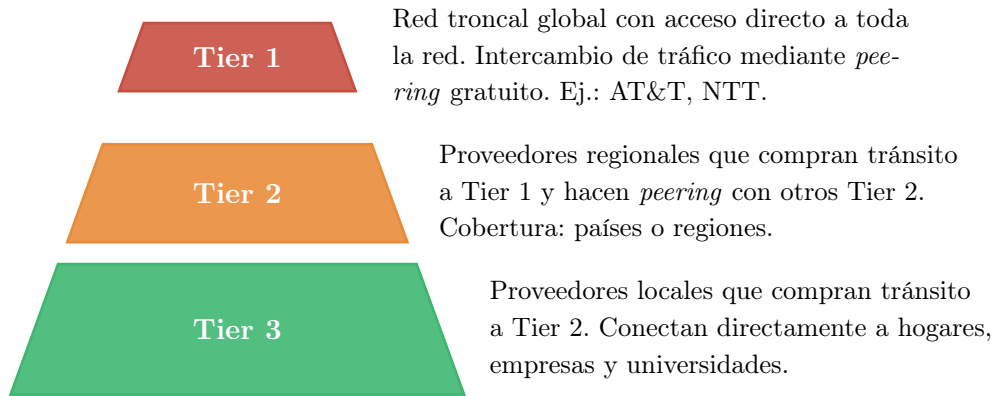 Tier 1
Red troncal global con acceso directo a toda
la red. Intercambio de tráfico mediante pee-
ring gratuito. Ej.: AT&T, NTT.
Tier 2
Proveedores regionales que compran tránsito
a Tier 1 y hacen peering con otros Tier 2.
Cobertura: países o regiones.
Tier 3
Proveedores locales que compran tránsito
a Tier 2. Conectan directamente a hogares,
empresas y universidades.